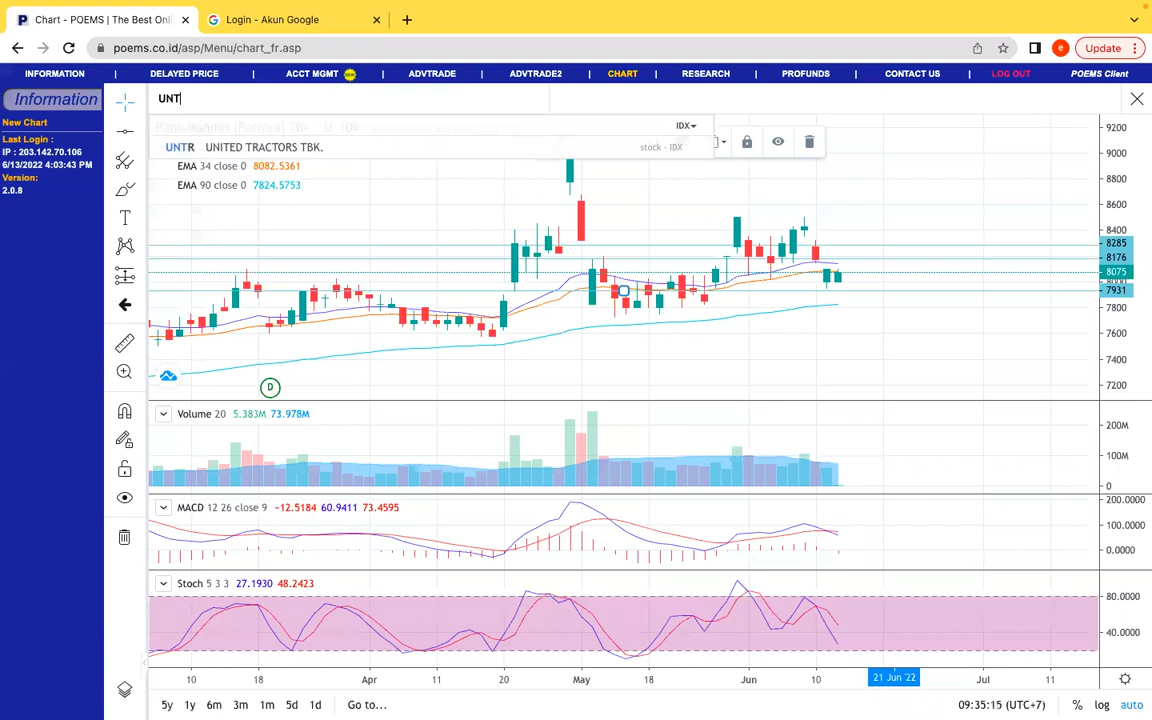 Chart - POEMS | The Best Onl
Login - Akun Google
poems.co.id/asp/Menu/chart_fr.asp
e
Update
INFORMATION | DELAYED PRICE | ACCT MGMT NEW | ADVTRADE | ADVTRADE2 | CHART | RESEARCH | PROFUNDS | CONTACT US | LOG OUT POEMS Client
Information
New Chart
Last Login :
IP : 203.142.70.106
6/13/2022 4:03:43 PM
Version:
2.0.8
UNT
Bank Mandiri (Persero) Tbk
IDX
UNTR UNITED TRACTORS TBK. stock - IDX
EMA 34 close 0 8082.5361
EMA 90 close 0 7824.5753
9200
9000
8800
8600
8400
8285
8176
8075
8000
7931
7800
7600
7400
7200
D
Volume 20 5.383M 73.978M
200M
100M
0
MACD 12 26 close 9 −12.5184 60.9411 73.4595
200.0000
100.0000
0.0000
Stoch 5 3 3 27.1930 48.2423
80.0000
40.0000
10 18 Apr 11 20 May 18 Jun 10 21 Jun '22 Jul 11
5y 1y 6m 3m 1m 5d 1d Go to... 09:35:15 (UTC+7) % log auto